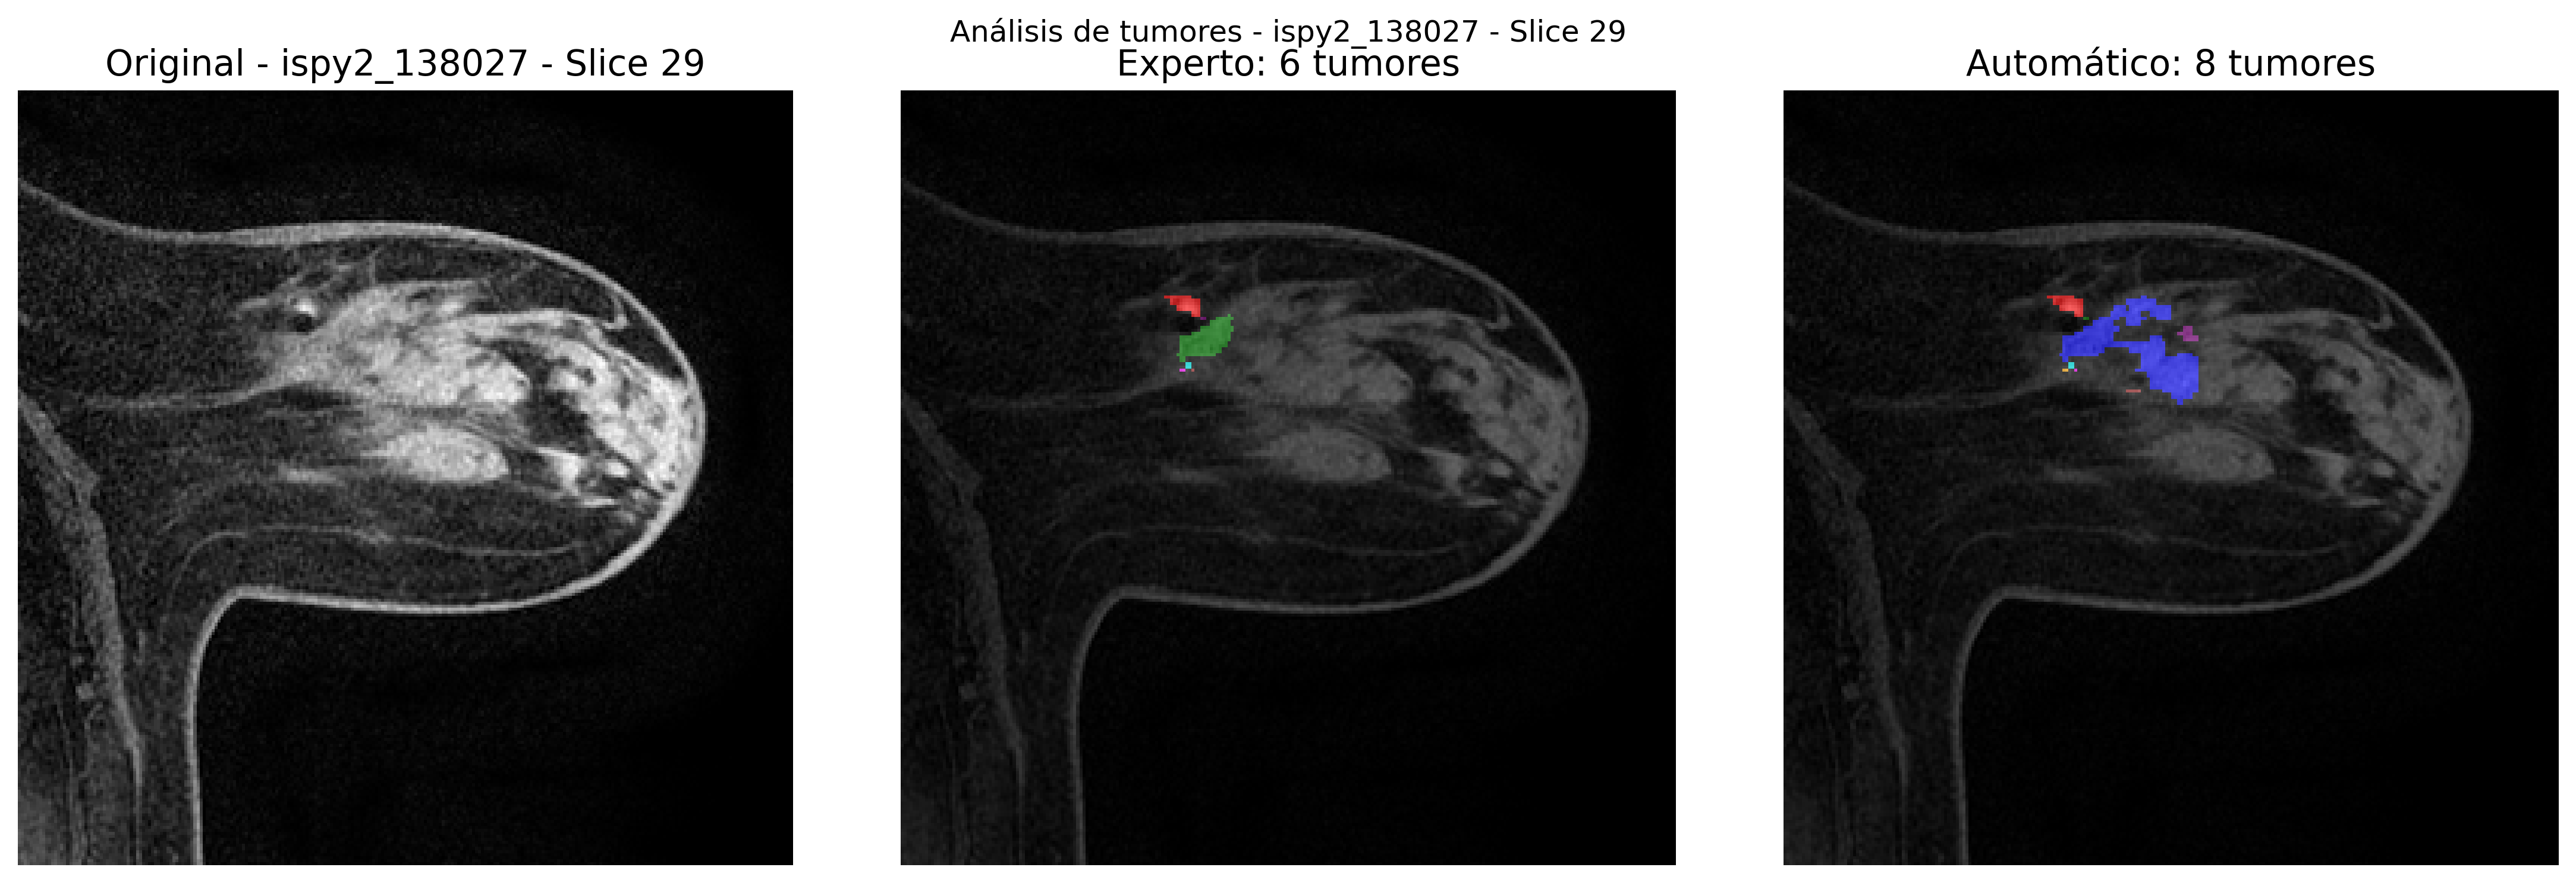 Análisis de tumores - ispy2_138027 - Slice 29
Original - ispy2_138027 - Slice 29
Experto: 6 tumores
Automático: 8 tumores